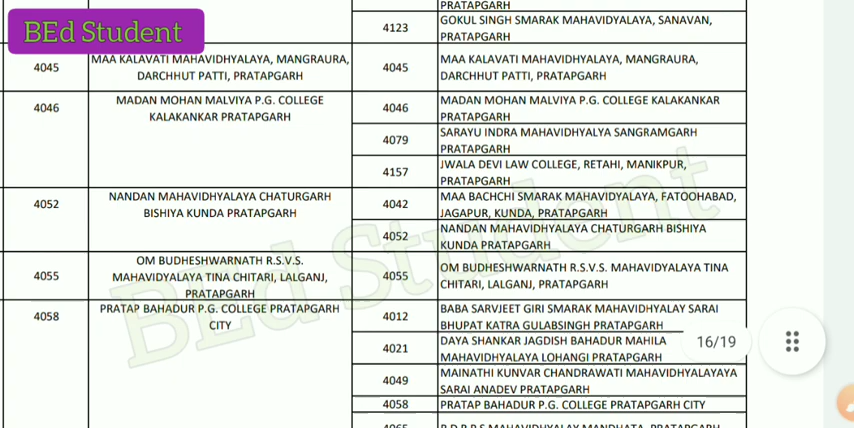 PRATAPGARH
BEd Student
4123
GOKUL SINGH SMARAK MAHAVIDYALAYA, SANAVAN,
PRATAPGARH
4045
MAA KALAVATI MAHAVIDHYALAYA, MANGRAURA,
DARCHHUT PATTI, PRATAPGARH
4045
MAA KALAVATI MAHAVIDHYALAYA, MANGRAURA,
DARCHHUT PATTI, PRATAPGARH
4046
MADAN MOHAN MALVIYA P.G. COLLEGE
KALAKANKAR PRATAPGARH
4046
MADAN MOHAN MALVIYA P.G. COLLEGE KALAKANKAR
PRATAPGARH
4079
SARAYU INDRA MAHAVIDHYALYA SANGRAMGARH
PRATAPGARH
4157
JWALA DEVI LAW COLLEGE, RETAHI, MANIKPUR,
PRATAPGARH
4052
NANDAN MAHAVIDHYALAYA CHATURGARH
BISHIYA KUNDA PRATAPGARH
4042
MAA BACHCHI SMARAK MAHAVIDYALAYA, FATOOHABAD,
JAGAPUR, KUNDA, PRATAPGARH
4052
NANDAN MAHAVIDHYALAYA CHATURGARH BISHIYA
KUNDA PRATAPGARH
4055
OM BUDHESHWARNATH R.S.V.S.
MAHAVIDYALAYA TINA CHITARI, LALGANJ,
PRATAPGARH
4055
OM BUDHESHWARNATH R.S.V.S. MAHAVIDYALAYA TINA
CHITARI, LALGANJ, PRATAPGARH
4058
PRATAP BAHADUR P.G. COLLEGE PRATAPGARH
CITY
4012
BABA SARVJEET GIRI SMARAK MAHAVIDHYALAY SARAI
BHUPAT KATRA GULABSINGH PRATAPGARH
4021
DAYA SHANKAR JAGDISH BAHADUR MAHILA
MAHAVIDHYALAYA LOHANGI PRATAPGARH
16/19
4049
MAINATHI KUNVAR CHANDRAWATI MAHAVIDHYALAYAYA
SARAI ANADEV PRATAPGARH
4058
PRATAP BAHADUR P.G. COLLEGE PRATAPGARH CITY
BEd Student